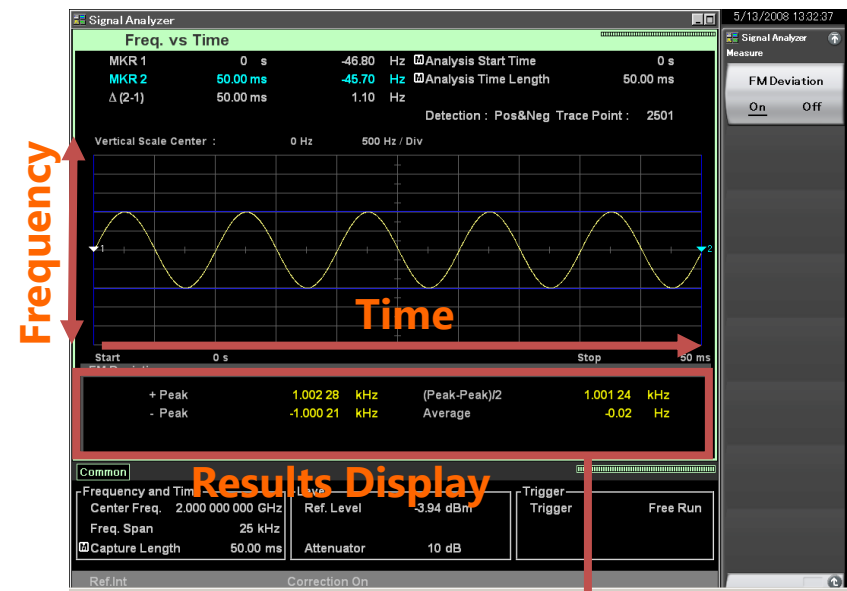 Signal Analyzer
5/13/2008 13:32:37
Freq. vs Time
Signal Analyzer
Measure
MKR 1 0 s -46.80 Hz M Analysis Start Time 0 s
MKR 2 50.00 ms -45.70 Hz M Analysis Time Length 50.00 ms
Δ (2-1) 50.00 ms 1.10 Hz
FM Deviation
On Off
Detection : Pos&Neg Trace Point : 2501
Vertical Scale Center : 0 Hz 500 Hz / Div
Frequency
1
2
Time
Start 0 s Stop 50 ms
FM Deviation
+ Peak 1.002 28 kHz (Peak-Peak)/2 1.001 24 kHz
- Peak -1.000 21 kHz Average -0.02 Hz
Results Display
Common
Frequency and Time Level Trigger
Center Freq. 2.000 000 000 GHz Ref. Level -3.94 dBm Trigger Free Run
Freq. Span 25 kHz
M Capture Length 50.00 ms Attenuator 10 dB
Ref.Int Correction On